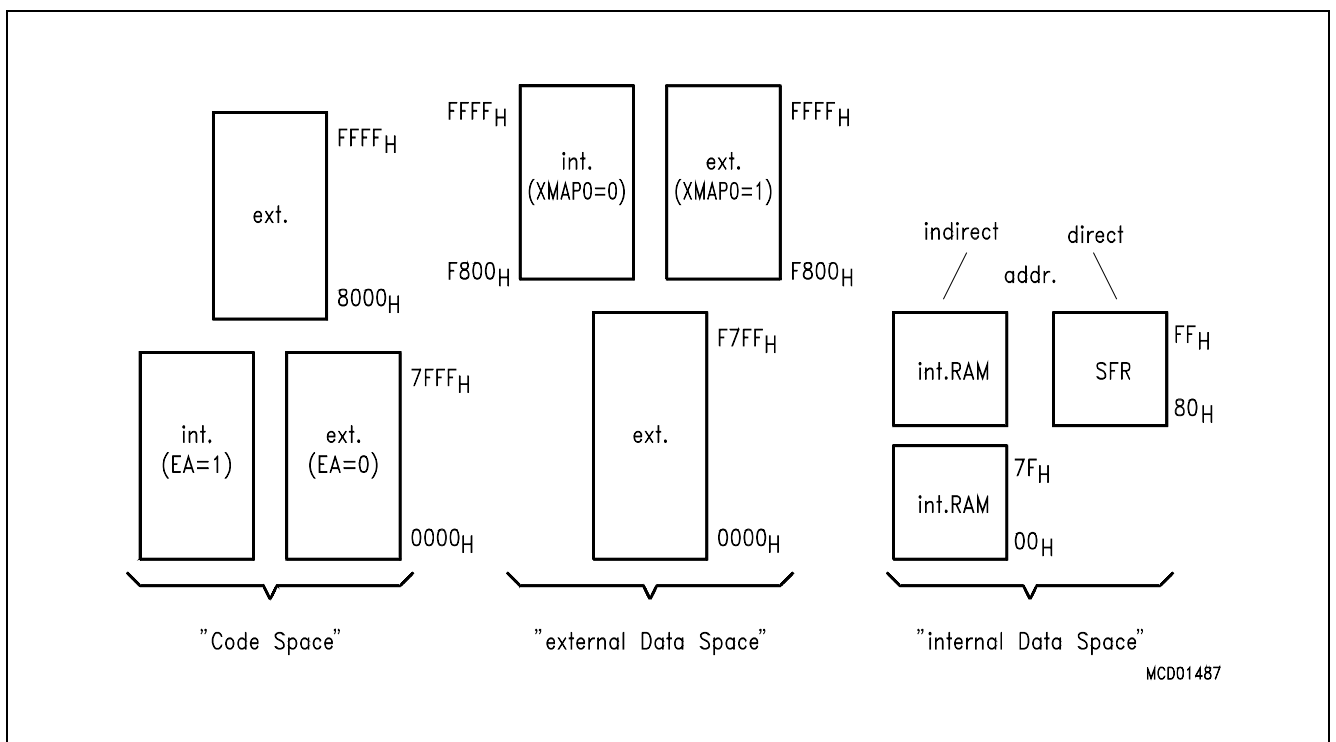 FFFFH
ext.
8000H
int.
(EA=1)
ext.
(EA=0)
7FFFH
0000H
"Code Space"
FFFFH
int.
(XMAP0=0)
F800H
ext.
(XMAP0=1)
FFFFH
F800H
F7FFH
ext.
0000H
"external Data Space"
indirect
direct
addr.
int.RAM
SFR
FFH
80H
int.RAM
7FH
00H
"internal Data Space"
MCD01487